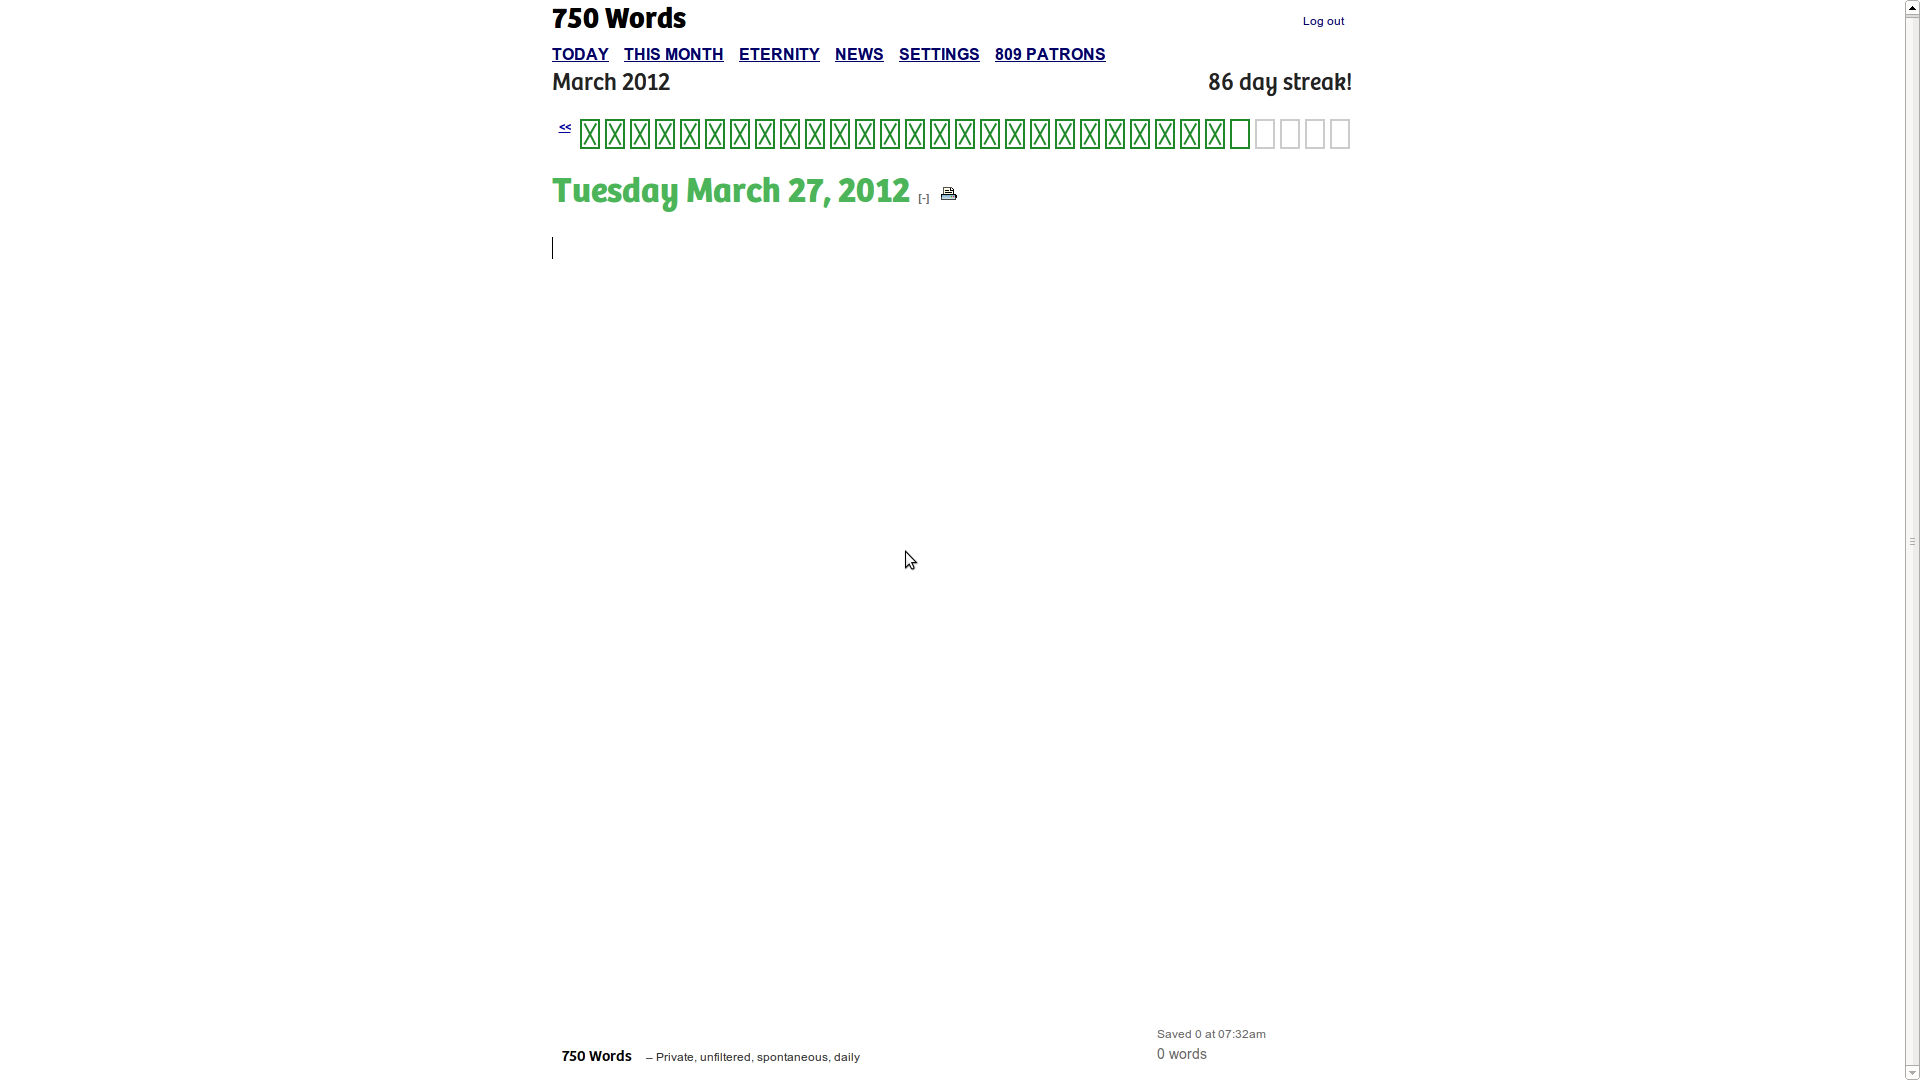 750 Words
Log out
TODAY THIS MONTH ETERNITY NEWS SETTINGS 809 PATRONS
March 2012
86 day streak!
<<
Tuesday March 27, 2012 [-]
Saved 0 at 07:32am
750 Words – Private, unfiltered, spontaneous, daily
0 words